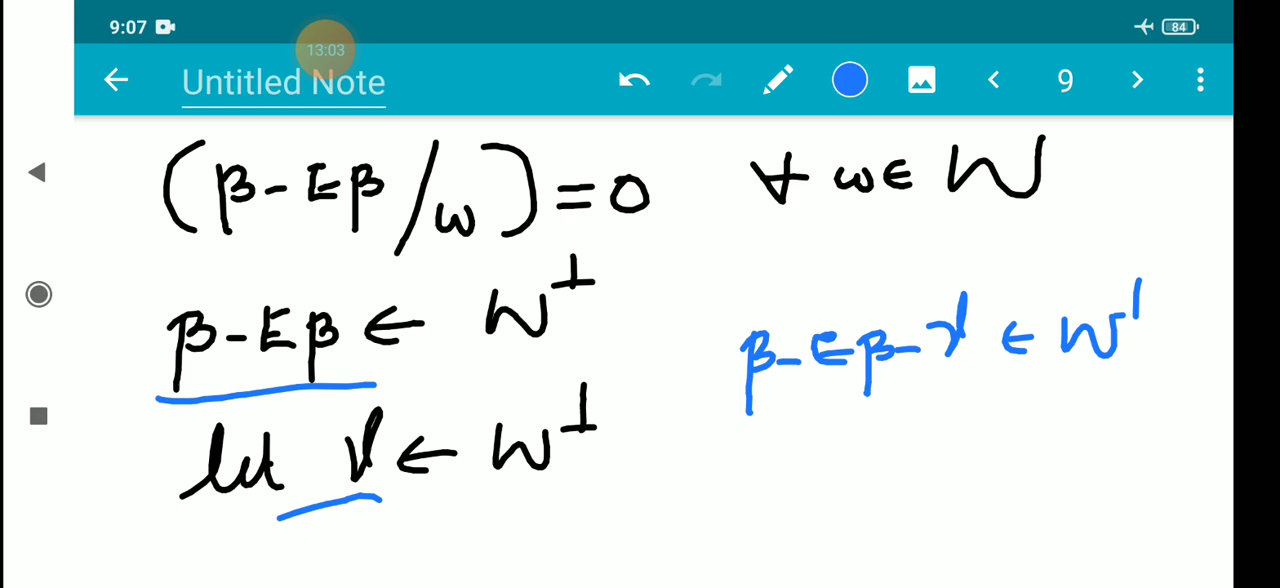 9:07
84
13:03
Untitled Note
9
(β-Eβ/ω)=0 ∀ ω∈ W
β-Eβ ∈ W⊥
β-Eβ-γ ∈ W|
let γ ∈ W⊥